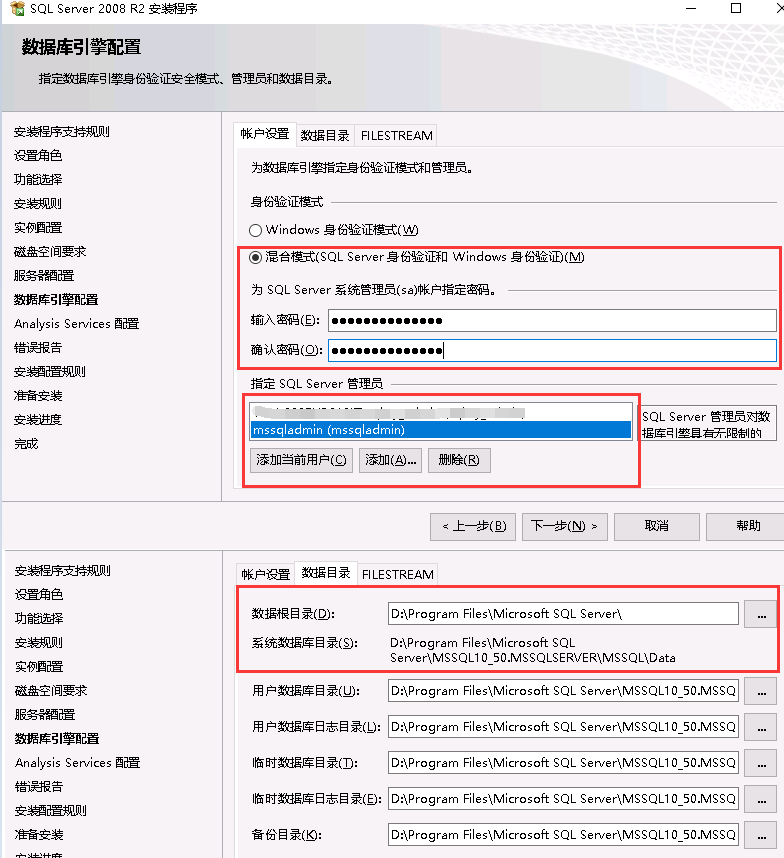 SQL Server 2008 R2 安装程序
数据库引擎配置
指定数据库引擎身份验证安全模式、管理员和数据目录。
安装程序支持规则
设置角色
功能选择
安装规则
实例配置
磁盘空间要求
服务器配置
数据库引擎配置
Analysis Services 配置
错误报告
安装配置规则
准备安装
安装进度
完成
帐户设置 数据目录 FILESTREAM
为数据库引擎指定身份验证模式和管理员。
身份验证模式
Windows 身份验证模式(W)
混合模式(SQL Server 身份验证和 Windows 身份验证)(M)
为 SQL Server 系统管理员(sa)帐户指定密码。
输入密码(E): ●●●●●●●●●●●●●●
确认密码(O): ●●●●●●●●●●●●●●
指定 SQL Server 管理员
mssqladmin (mssqladmin)
SQL Server 管理员对数
据库引擎具有无限制的
添加当前用户(C) 添加(A)... 删除(R)
< 上一步(B) 下一步(N) > 取消 帮助
安装程序支持规则
设置角色
功能选择
安装规则
实例配置
磁盘空间要求
服务器配置
数据库引擎配置
Analysis Services 配置
错误报告
安装配置规则
准备安装
安装进度
帐户设置 数据目录 FILESTREAM
数据根目录(D): D:\Program Files\Microsoft SQL Server\ ...
系统数据库目录(S): D:\Program Files\Microsoft SQL
Server\MSSQL10_50.MSSQLSERVER\MSSQL\Data
用户数据库目录(U): D:\Program Files\Microsoft SQL Server\MSSQL10_50.MSSQ ...
用户数据库日志目录(L): D:\Program Files\Microsoft SQL Server\MSSQL10_50.MSSQ ...
临时数据库目录(T): D:\Program Files\Microsoft SQL Server\MSSQL10_50.MSSQ ...
临时数据库日志目录(E): D:\Program Files\Microsoft SQL Server\MSSQL10_50.MSSQ ...
备份目录(K): D:\Program Files\Microsoft SQL Server\MSSQL10_50.MSSQ ...